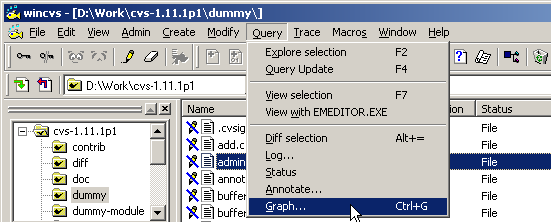 wincvs - [D:\Work\cvs-1.11.1p1\dummy\]
File Edit View Admin Create Modify Query Trace Macros Window Help
Explore selection F2
Query Update F4
D:\Work\cvs-1.11.1p1
View selection F7
View with EMEDITOR.EXE
Name Status
cvs-1.11.1p1
contrib
diff
doc
dummy
dummy-module
.cvsig File
add.c File
admin File
annot File
buffe File
buffe File
Diff selection Alt+=
Log...
Status
Annotate...
Graph... Ctrl+G